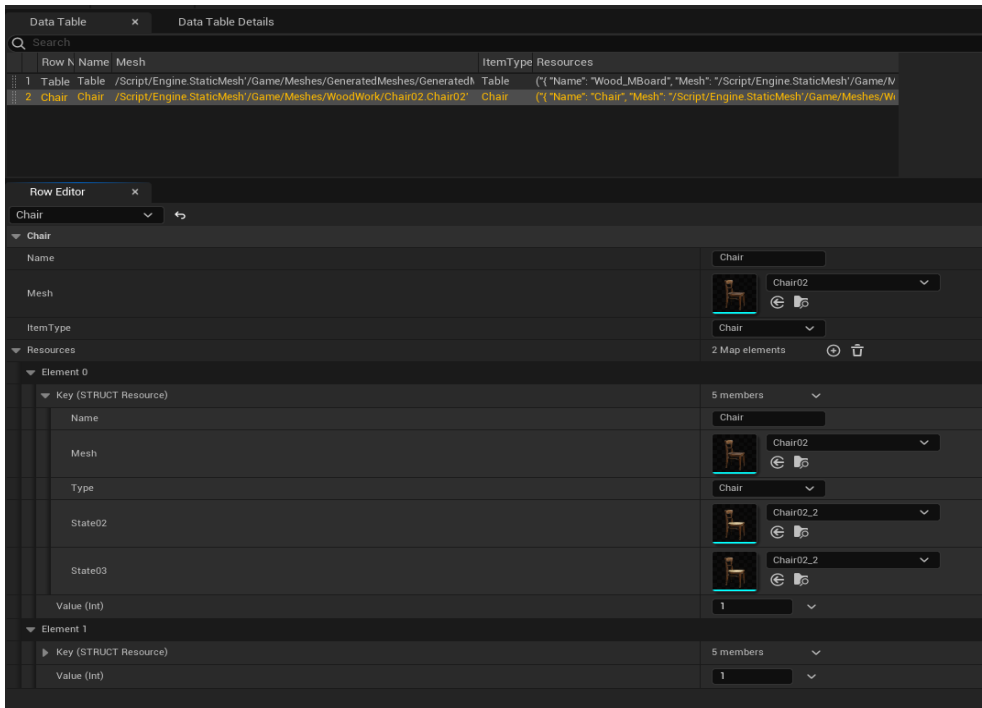 Data Table × Data Table Details
Search
Row N Name Mesh ItemType Resources
1 Table Table /Script/Engine.StaticMesh'/Game/Meshes/GeneratedMeshes/GeneratedM Table ("{ "Name": "Wood_MBoard", "Mesh": "/Script/Engine.StaticMesh'/Game/M
2 Chair Chair /Script/Engine.StaticMesh'/Game/Meshes/WoodWork/Chair02.Chair02' Chair ("{ "Name": "Chair", "Mesh": "/Script/Engine.StaticMesh'/Game/Meshes/Wo
Row Editor ×
Chair
Chair
Name Chair
Mesh Chair02
ItemType Chair
Resources 2 Map elements
Element 0
Key (STRUCT Resource) 5 members
Name Chair
Mesh Chair02
Type Chair
State02 Chair02_2
State03 Chair02_2
Value (Int) 1
Element 1
Key (STRUCT Resource) 5 members
Value (Int) 1